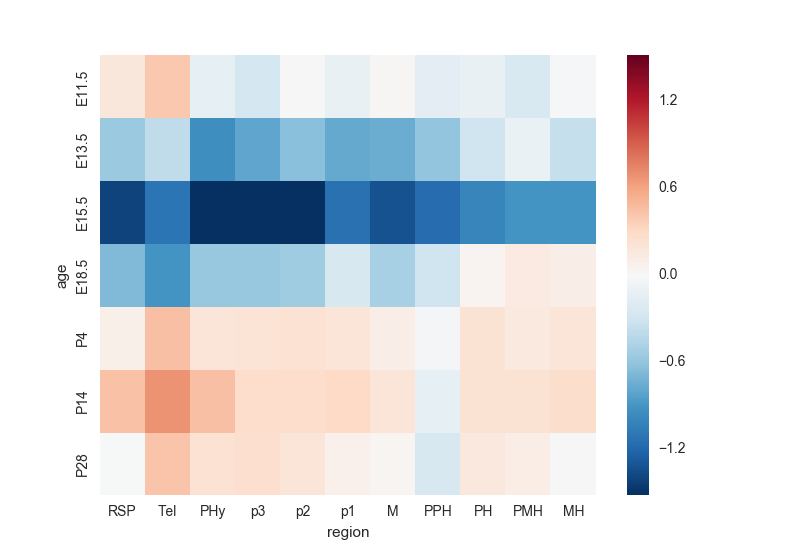 E11.5
E13.5
E15.5
E18.5
P4
P14
P28
age
RSP Tel PHy p3 p2 p1 M PPH PH PMH MH
region
1.2
0.6
0.0
−0.6
−1.2